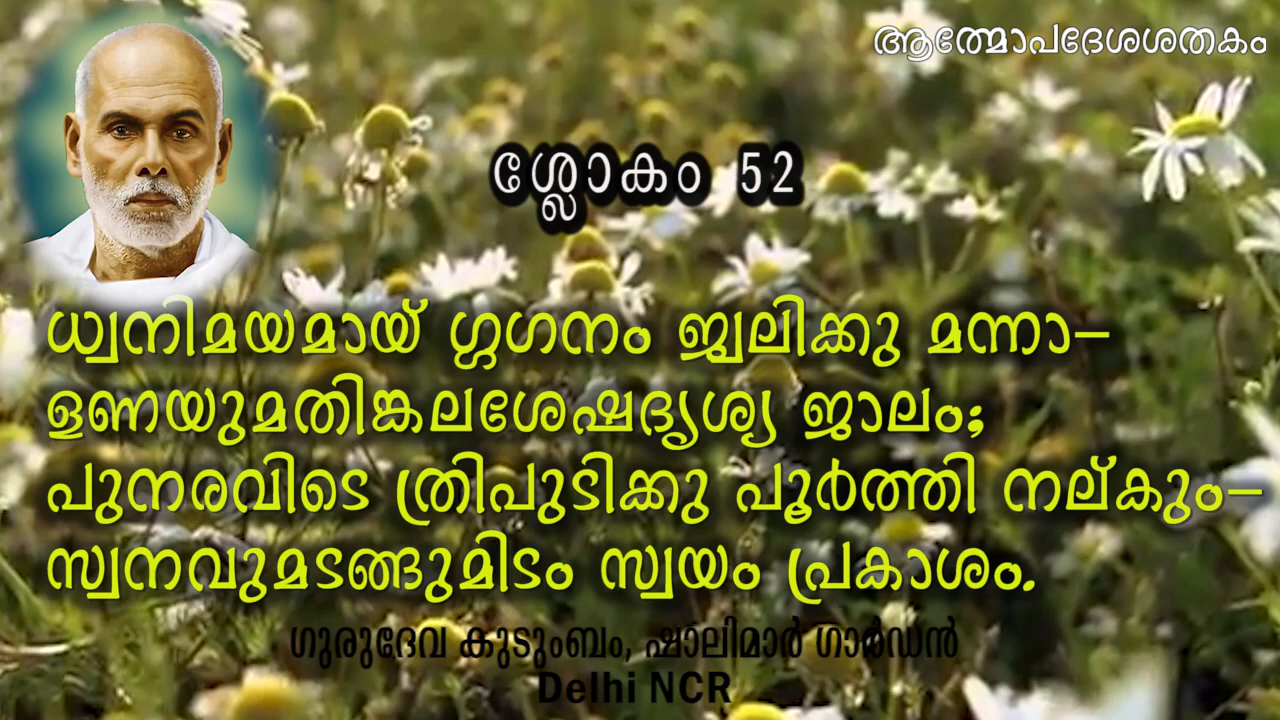 ആത്മോപദേശശതകം
ശ്ലോകം 52
ധ്വനിമയമായ് ഗ്ഗഗനം ജ്വലിക്കു മന്നാ–
ളണയുമതിങ്കലശേഷദൃശ്യ ജാലം;
പുനരവിടെ ത്രിപുടിക്കു പൂർത്തി നല്കും–
സ്വനവുമടങ്ങുമിടം സ്വയം പ്രകാശം.
ഗുരുദേവ കുടുംബം, ഷാലിമാർ ഗാർഡൻ
Delhi NCR